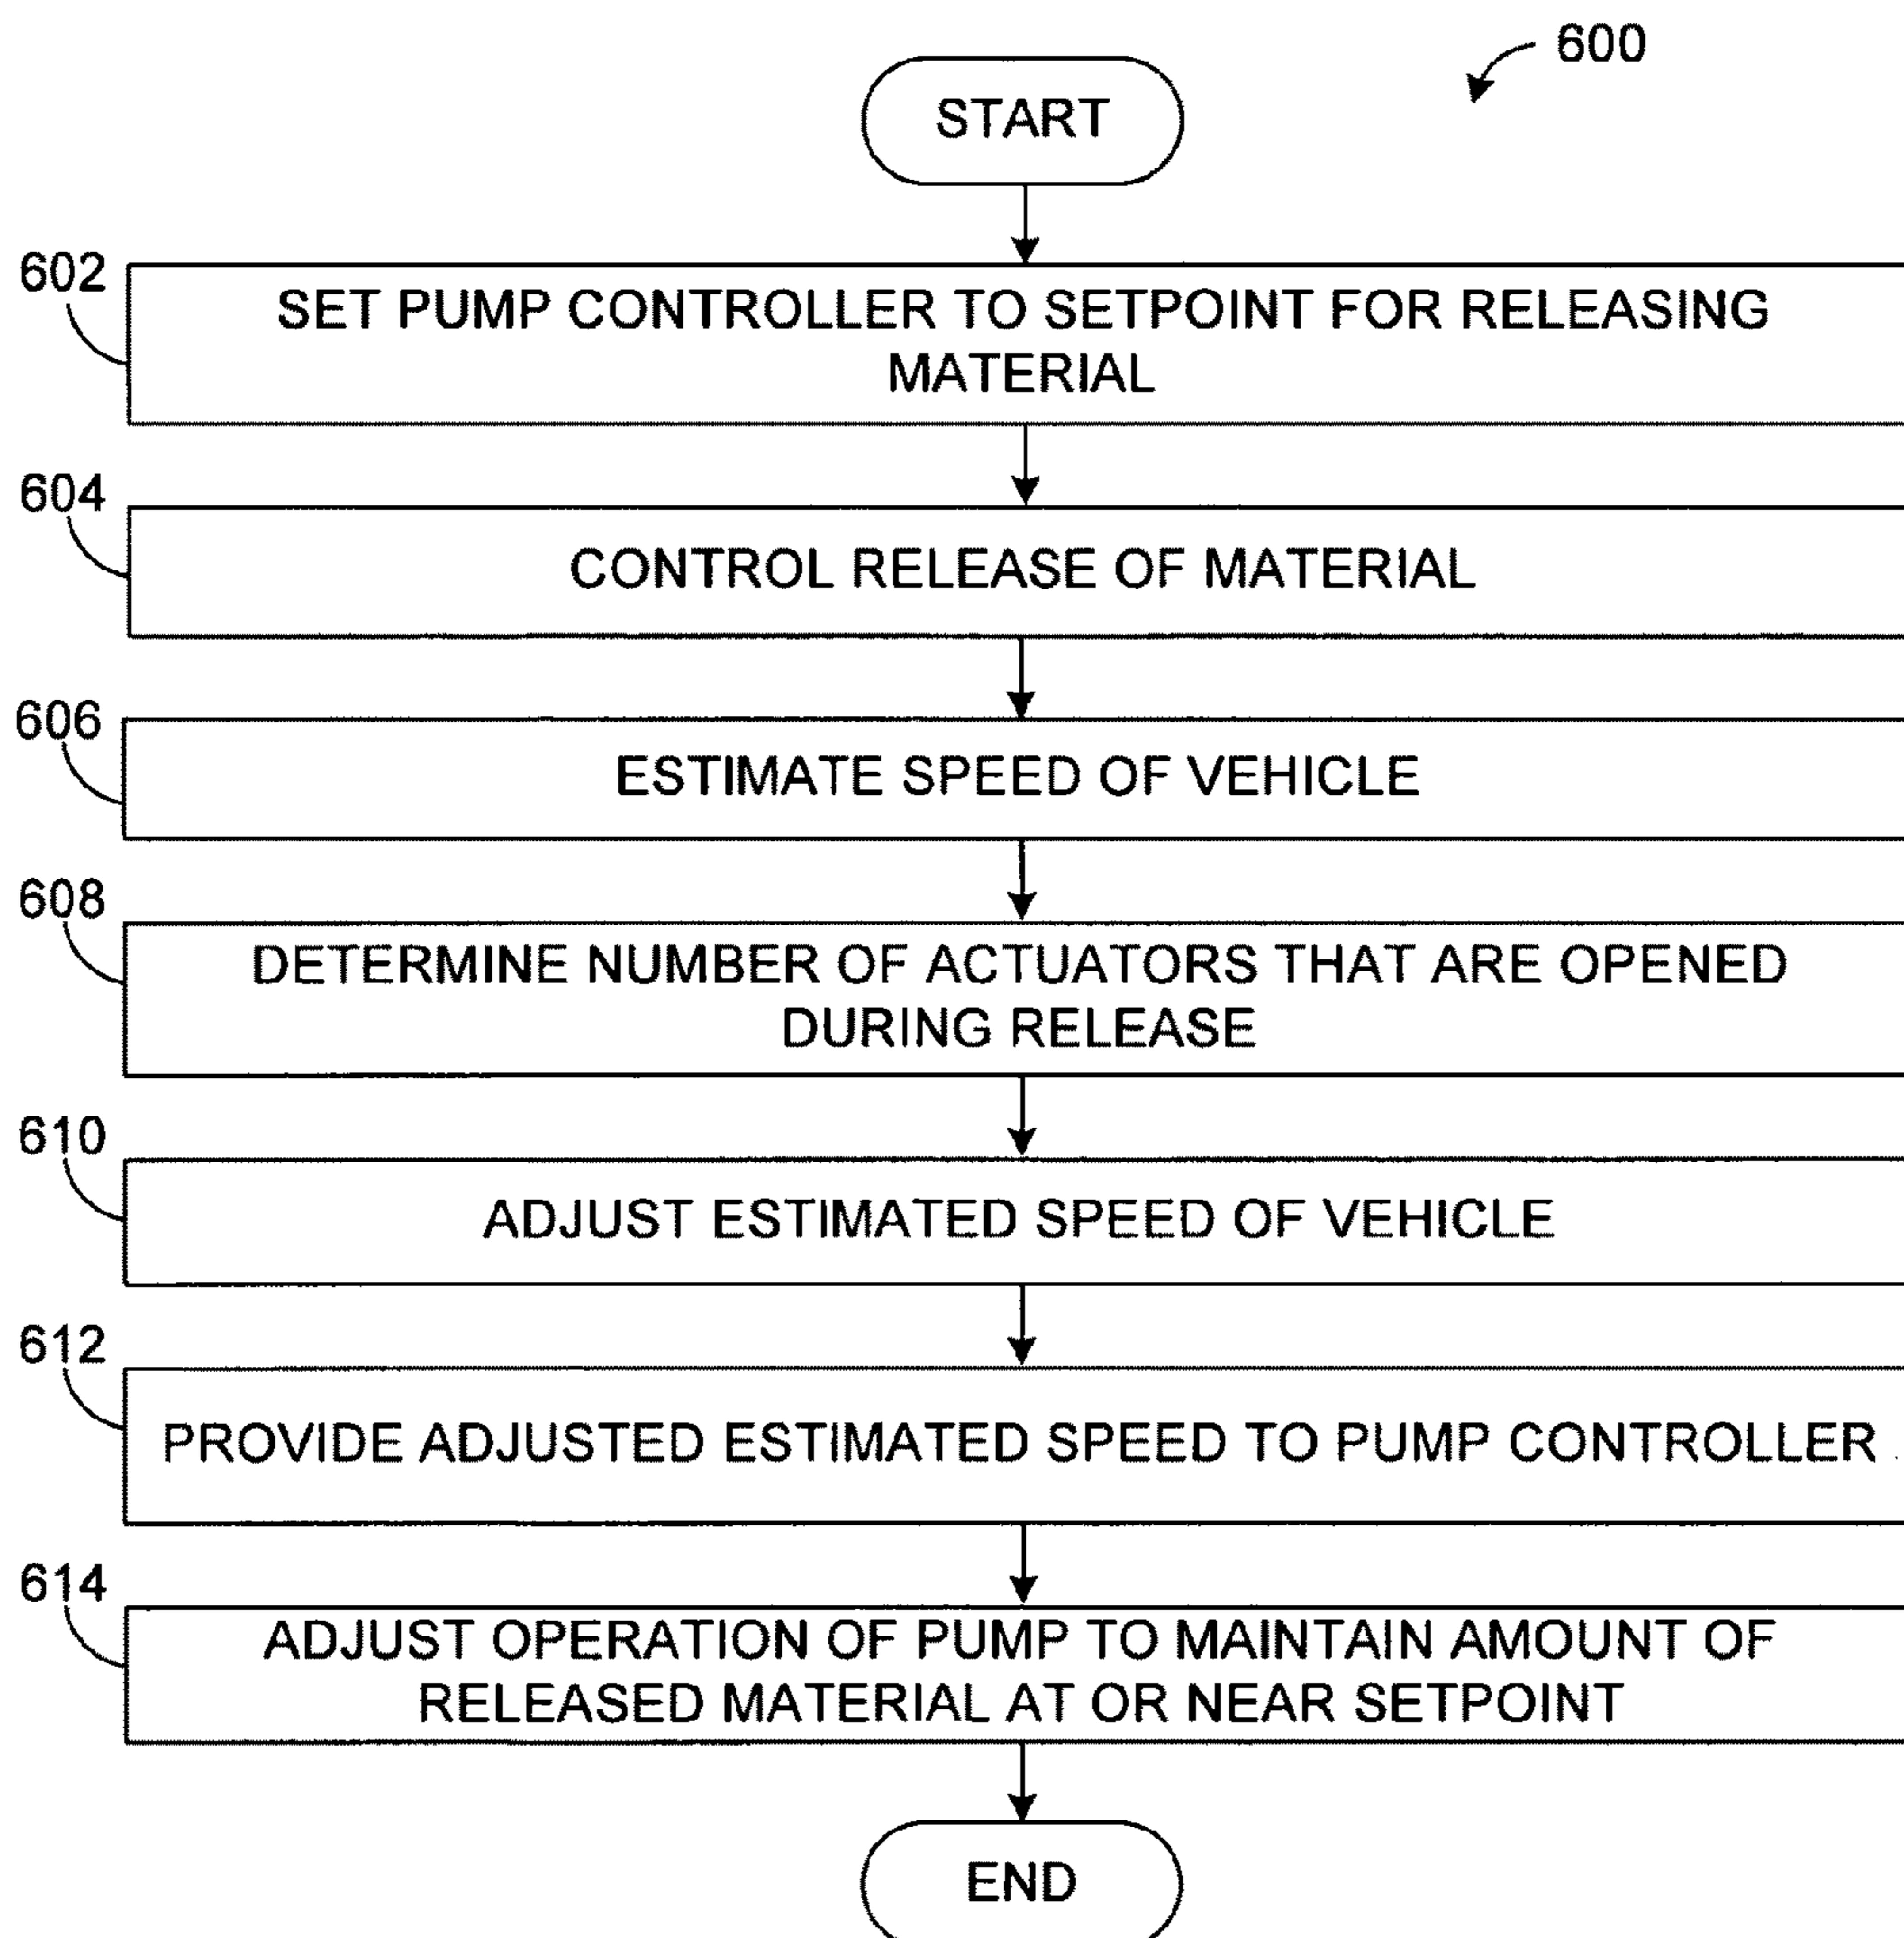 600
START
602
SET PUMP CONTROLLER TO SETPOINT FOR RELEASING
MATERIAL
604
CONTROL RELEASE OF MATERIAL
606
ESTIMATE SPEED OF VEHICLE
608
DETERMINE NUMBER OF ACTUATORS THAT ARE OPENED
DURING RELEASE
610
ADJUST ESTIMATED SPEED OF VEHICLE
612
PROVIDE ADJUSTED ESTIMATED SPEED TO PUMP CONTROLLER
614
ADJUST OPERATION OF PUMP TO MAINTAIN AMOUNT OF
RELEASED MATERIAL AT OR NEAR SETPOINT
END